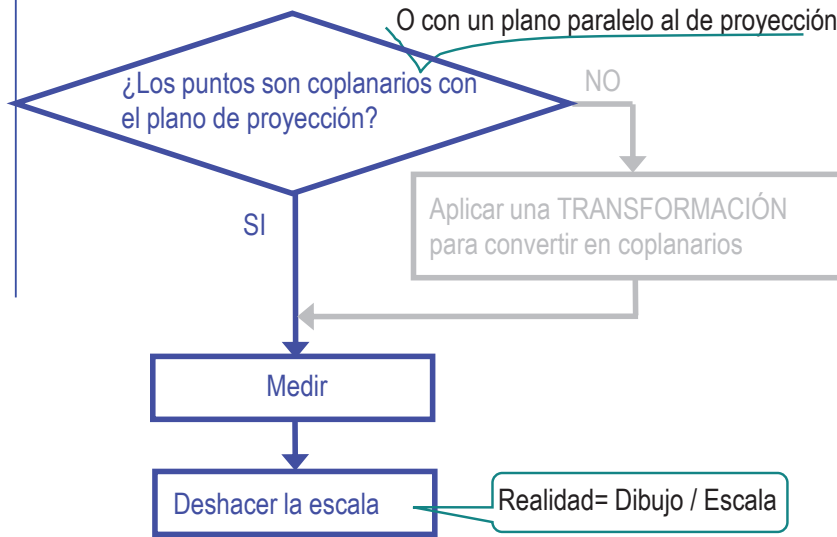 O con un plano paralelo al de proyección
¿Los puntos son coplanarios con
el plano de proyección?
NO
SI
Aplicar una TRANSFORMACIÓN
para convertir en coplanarios
Medir
Deshacer la escala
Realidad= Dibujo / Escala